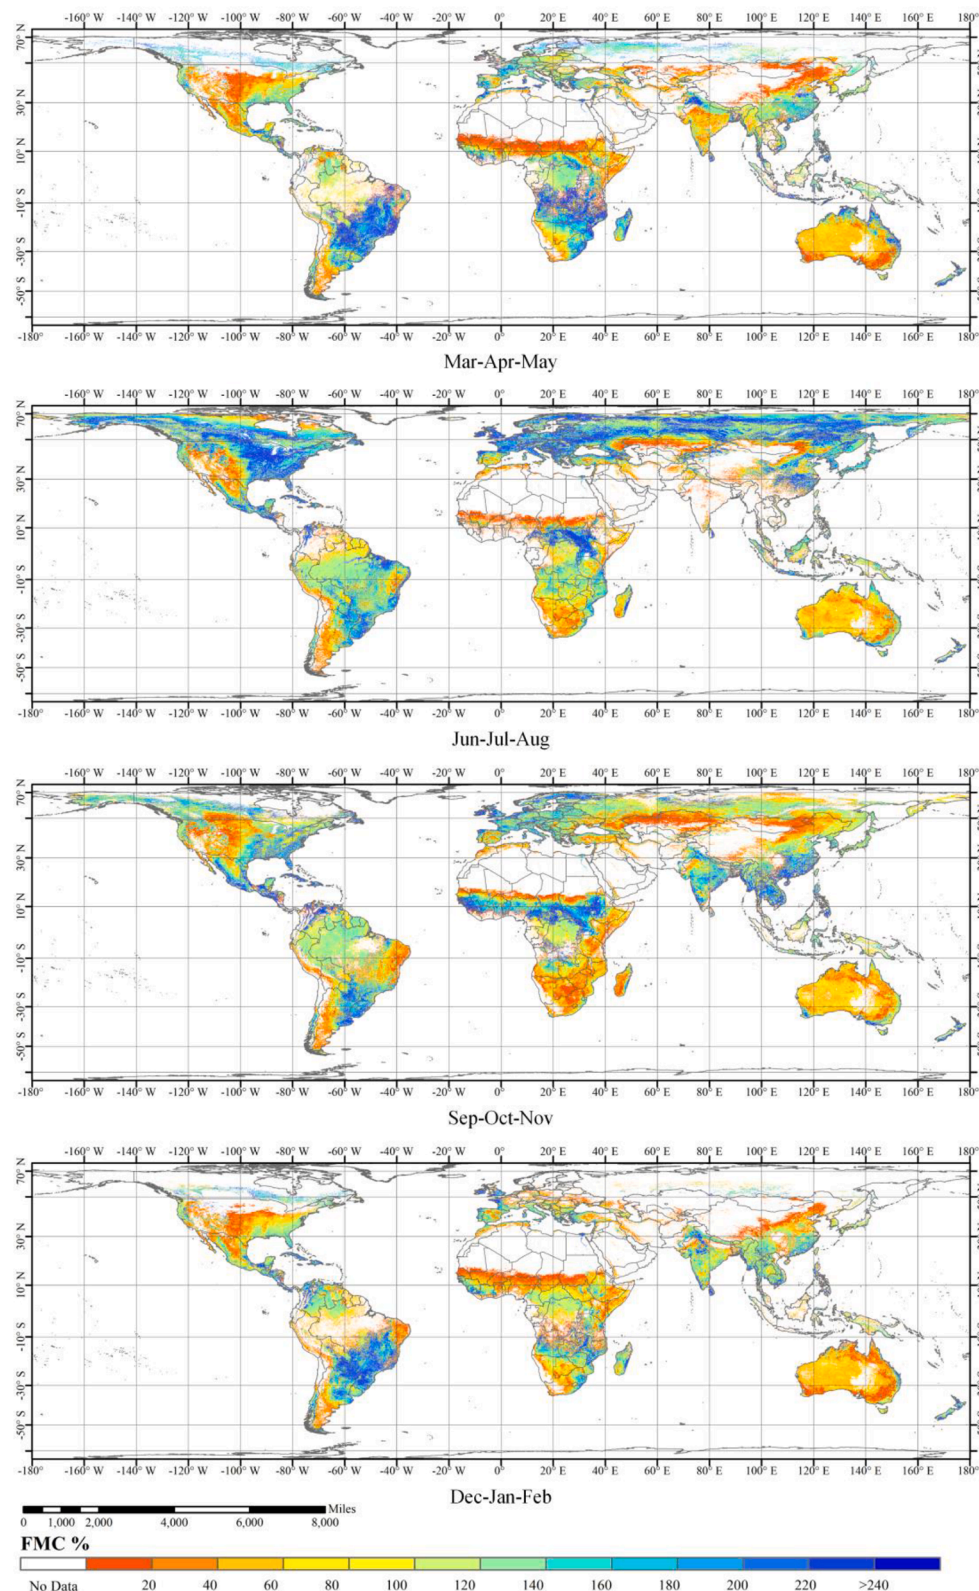 -160° W -140° W -120° W -100° W -80° W -60° W -40° W -20° W 0° 20° E 40° E 60° E 80° E 100° E 120° E 140° E 160° E 180°
70° N
30° N
10° N
-10° S
-30° S
-50° S
-180° -160° W -140° W -120° W -100° W -80° W -60° W -40° W -20° W 0° 20° E 40° E 60° E 80° E 100° E 120° E 140° E 160° E 180°
Mar-Apr-May
-160° W -140° W -120° W -100° W -80° W -60° W -40° W -20° W 0° 20° E 40° E 60° E 80° E 100° E 120° E 140° E 160° E 180°
70° N
30° N
10° N
-10° S
-30° S
-50° S
-180° -160° W -140° W -120° W -100° W -80° W -60° W -40° W -20° W 0° 20° E 40° E 60° E 80° E 100° E 120° E 140° E 160° E 180°
Jun-Jul-Aug
-160° W -140° W -120° W -100° W -80° W -60° W -40° W -20° W 0° 20° E 40° E 60° E 80° E 100° E 120° E 140° E 160° E 180°
70° N
30° N
10° N
-10° S
-30° S
-50° S
-180° -160° W -140° W -120° W -100° W -80° W -60° W -40° W -20° W 0° 20° E 40° E 60° E 80° E 100° E 120° E 140° E 160° E 180°
Sep-Oct-Nov
-160° W -140° W -120° W -100° W -80° W -60° W -40° W -20° W 0° 20° E 40° E 60° E 80° E 100° E 120° E 140° E 160° E 180°
70° N
30° N
10° N
-10° S
-30° S
-50° S
-180° -160° W -140° W -120° W -100° W -80° W -60° W -40° W -20° W 0° 20° E 40° E 60° E 80° E 100° E 120° E 140° E 160° E 180°
Dec-Jan-Feb
Miles
0 1,000 2,000 4,000 6,000 8,000
FMC %
No Data 20 40 60 80 100 120 140 160 180 200 220 >240